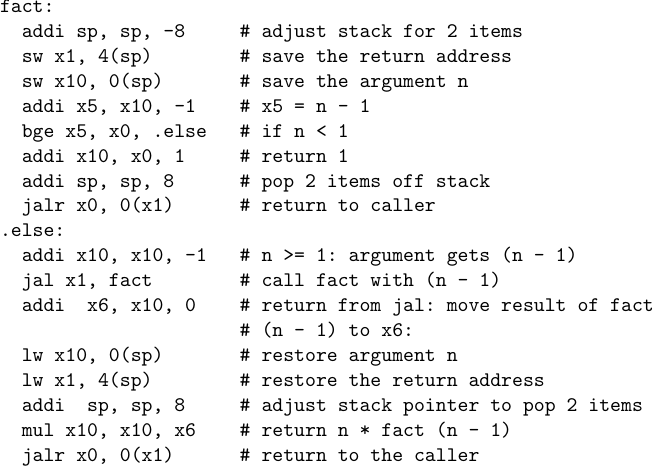 fact:
  addi sp, sp, -8     # adjust stack for 2 items
  sw x1, 4(sp)        # save the return address
  sw x10, 0(sp)       # save the argument n
  addi x5, x10, -1    # x5 = n - 1
  bge x5, x0, .else   # if n < 1
  addi x10, x0, 1     # return 1
  addi sp, sp, 8      # pop 2 items off stack
  jalr x0, 0(x1)      # return to caller
.else:
  addi x10, x10, -1   # n >= 1: argument gets (n - 1)
  jal x1, fact        # call fact with (n - 1)
  addi  x6, x10, 0    # return from jal: move result of fact
                      # (n - 1) to x6:
  lw x10, 0(sp)       # restore argument n
  lw x1, 4(sp)        # restore the return address
  addi  sp, sp, 8     # adjust stack pointer to pop 2 items
  mul x10, x10, x6    # return n * fact (n - 1)
  jalr x0, 0(x1)      # return to the caller